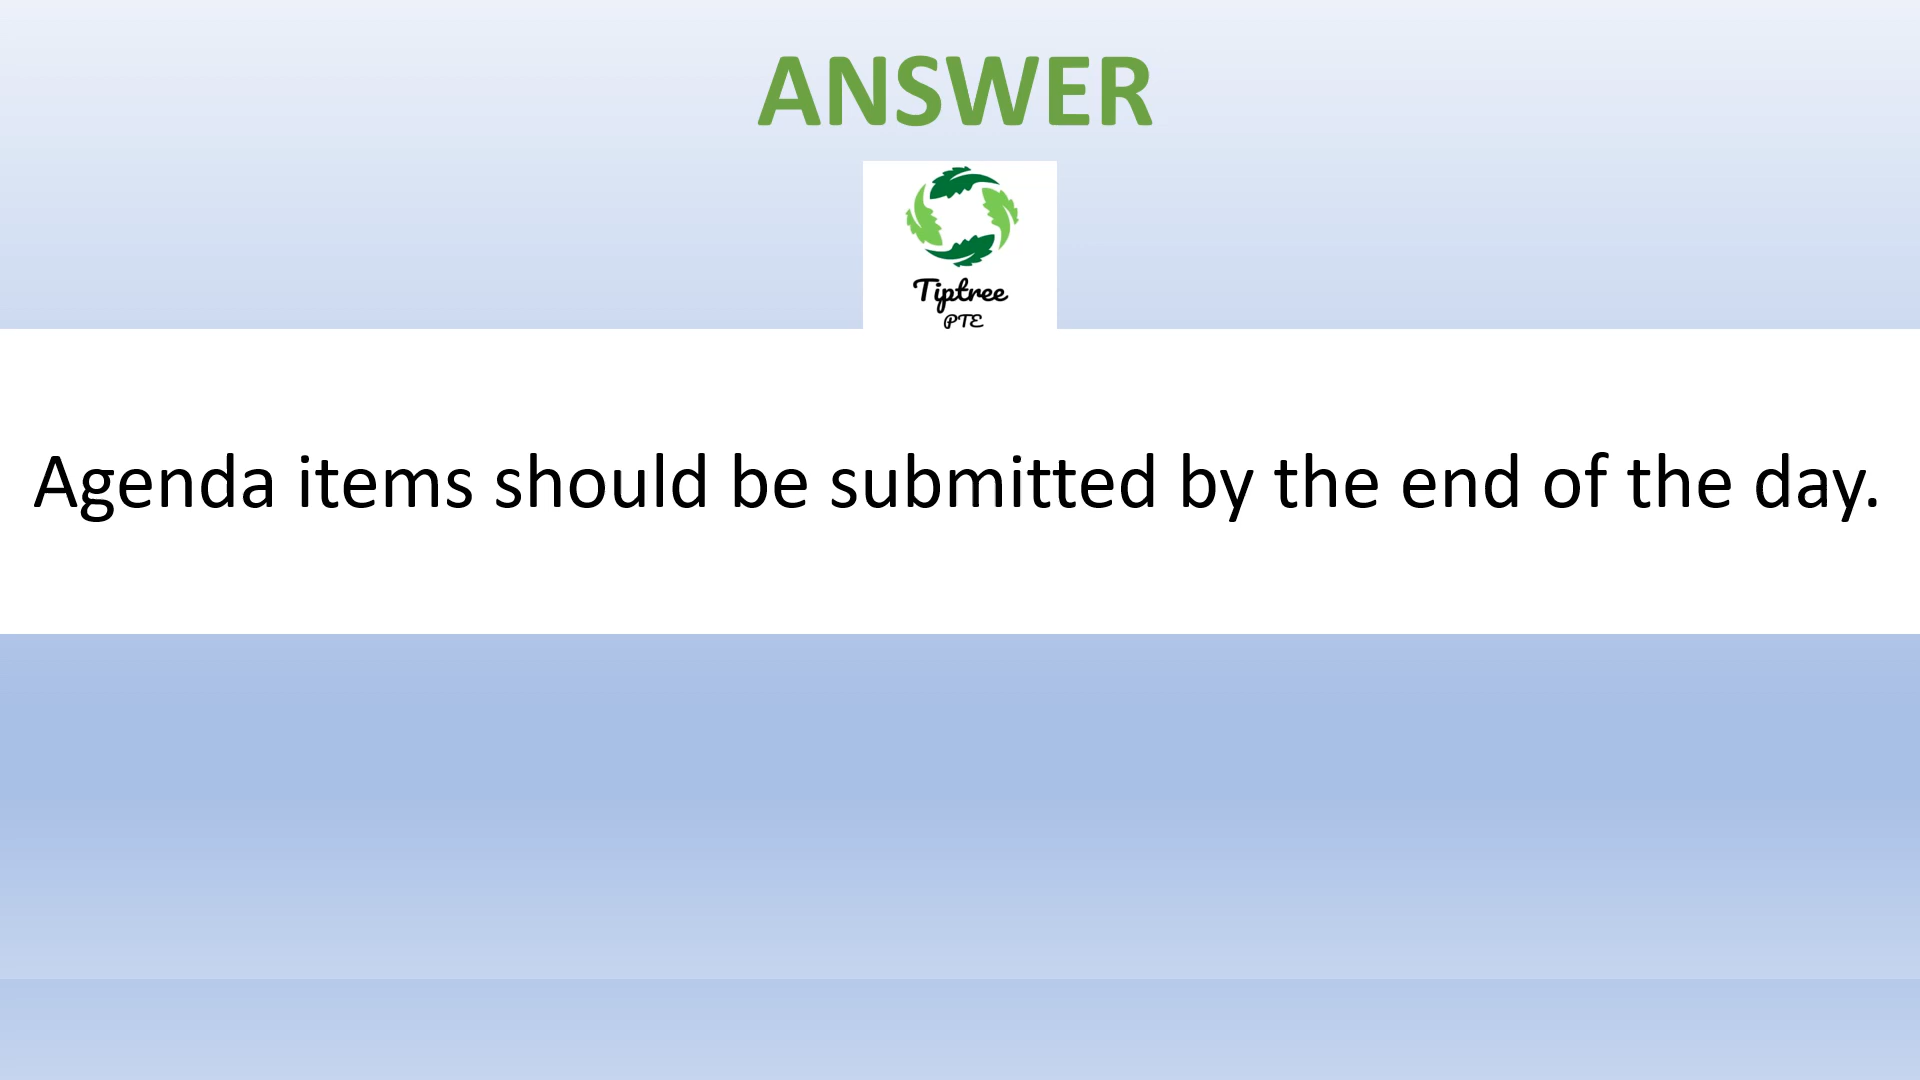 ANSWER
Tiptree
PTE
Agenda items should be submitted by the end of the day.